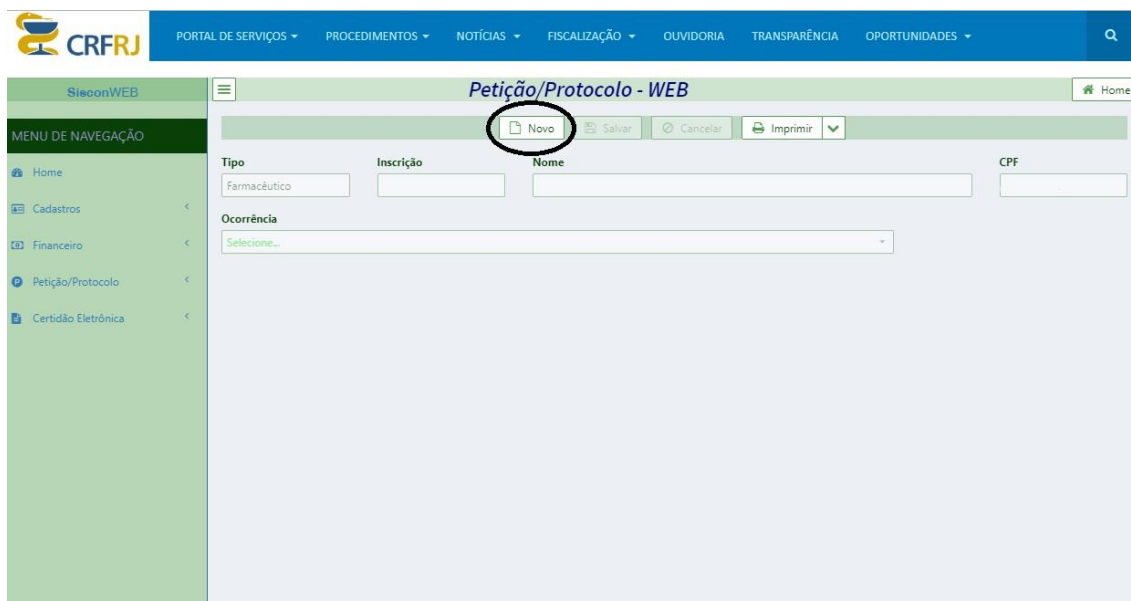 CRFRJ
PORTAL DE SERVIÇOS PROCEDIMENTOS NOTÍCIAS FISCALIZAÇÃO OUVIDORIA TRANSPARÊNCIA OPORTUNIDADES
SisconWEB
Petição/Protocolo - WEB
Home
MENU DE NAVEGAÇÃO
Home
Cadastros
Financeiro
Petição/Protocolo
Certidão Eletrônica
Novo Salvar Cancelar Imprimir
Tipo Inscrição Nome CPF
Farmacêutico
Ocorrência
Selecione...